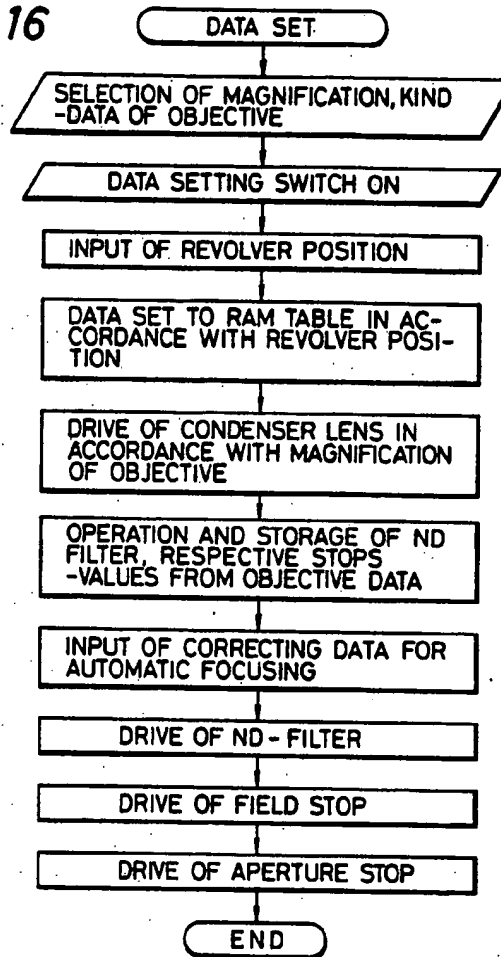 16
DATA SET
SELECTION OF MAGNIFICATION, KIND
-DATA OF OBJECTIVE
DATA SETTING SWITCH ON
INPUT OF REVOLVER POSITION
DATA SET TO RAM TABLE IN AC-
CORDANCE WITH REVOLVER POSI-
TION
DRIVE OF CONDENSER LENS IN
ACCORDANCE WITH MAGNIFICATION
OF OBJECTIVE
OPERATION AND STORAGE OF ND
FILTER, RESPECTIVE STOPS
-VALUES FROM OBJECTIVE DATA
INPUT OF CORRECTING DATA FOR
AUTOMATIC FOCUSING
DRIVE OF ND-FILTER
DRIVE OF FIELD STOP
DRIVE OF APERTURE STOP
END